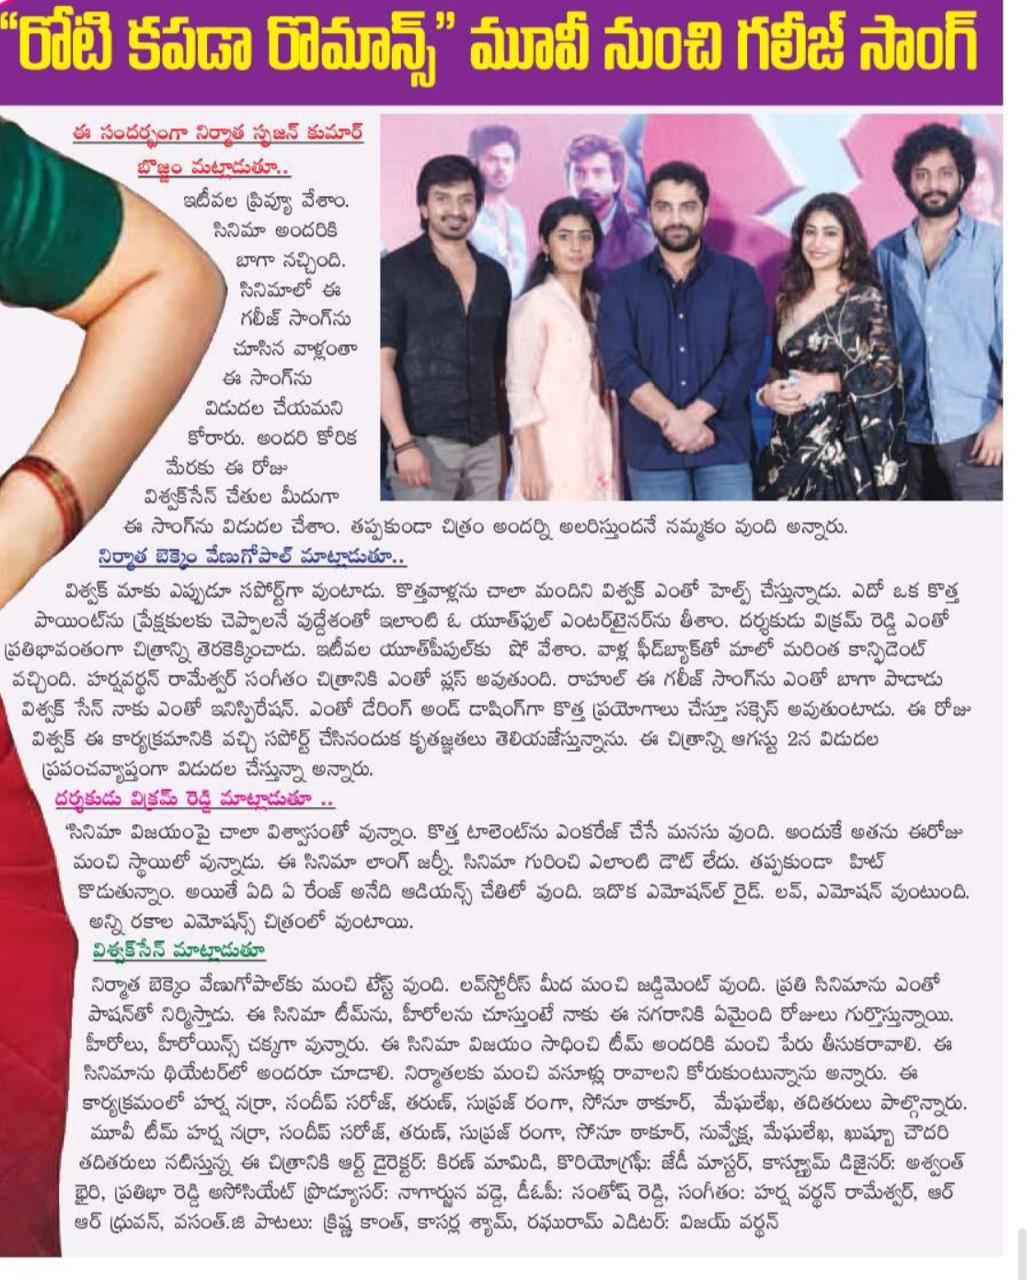 “రోటి కపడా రొమాన్స్” మూవీ నుంచి గలీజ్ సాంగ్
ఈ సందర్భంగా నిర్మాత సృజన్ కుమార్
బొజ్జం మట్లాడుతూ..
ఇటీవల ప్రివ్యూ వేశాం.
సినిమా అందరికి
బాగా నచ్చింది.
సినిమాలో ఈ
గలీజ్ సాంగ్‌ను
చూసిన వాళ్లంతా
ఈ సాంగ్‌ను
విడుదల చేయమని
కోరారు. అందరి కోరిక
మేరకు ఈ రోజు
విశ్వక్‌సేన్ చేతుల మీదుగా
ఈ సాంగ్‌ను విడుదల చేశాం. తప్పకుండా చిత్రం అందర్ని అలరిస్తుందనే నమ్మకం వుంది అన్నారు.
నిర్మాత బెక్కెం వేణుగోపాల్ మాట్లాడుతూ..
విశ్వక్ మాకు ఎప్పుడూ సపోర్ట్‌గా వుంటాడు. కొత్తవాళ్లను చాలా మందిని విశ్వక్ ఎంతో హెల్ప్ చేస్తున్నాడు. ఎదో ఒక కొత్త
పాయింట్‌ను ప్రేక్షకులకు చెప్పాలనే వుద్దేశంతో ఇలాంటి ఓ యూత్‌ఫుల్ ఎంటర్‌టైనర్‌ను తీశాం. దర్శకుడు విక్రమ్ రెడ్డి ఎంతో
ప్రతిభావంతంగా చిత్రాన్ని తెరకెక్కించాడు. ఇటీవల యూత్‌పీపుల్‌కు షో వేశాం. వాళ్ల ఫీడ్‌బ్యాక్‌తో మాలో మరింత కాన్ఫిడెంట్
వచ్చింది. హర్షవర్థన్ రామేశ్వర్ సంగీతం చిత్రానికి ఎంతో ప్లస్ అవుతుంది. రాహుల్ ఈ గలీజ్ సాంగ్‌ను ఎంతో బాగా పాడాడు
విశ్వక్ సేన్ నాకు ఎంతో ఇనిస్పిరేషన్. ఎంతో డేరింగ్ అండ్ డాషింగ్‌గా కొత్త ప్రయోగాలు చేస్తూ సక్సెస్ అవుతుంటాడు. ఈ రోజు
విశ్వక్ ఈ కార్యక్రమానికి వచ్చి సపోర్ట్ చేసినందుక కృతజ్ఞతలు తెలియజేస్తున్నాను. ఈ చిత్రాన్ని ఆగస్టు 2న విడుదల
ప్రపంచవ్యాప్తంగా విడుదల చేస్తున్నా అన్నారు.
దర్శకుడు విక్రమ్ రెడ్డి మాట్లాడుతూ ..
'సినిమా విజయంపై చాలా విశ్వాసంతో వున్నాం. కొత్త టాలెంట్‌ను ఎంకరేజ్ చేసే మనసు వుంది. అందుకే అతను ఈరోజు
మంచి స్థాయిలో వున్నాడు. ఈ సినిమా లాంగ్ జర్నీ. సినిమా గురించి ఎలాంటి డౌట్ లేదు. తప్పకుండా హిట్
కొడుతున్నాం. అయితే ఏది ఏ రేంజ్ అనేది ఆడియన్స్ చేతిలో వుంది. ఇదొక ఎమోషన్‌ల్ రైడ్. లవ్, ఎమోషన్ వుంటుంది.
అన్ని రకాల ఎమోషన్స్ చిత్రంలో వుంటాయి.
విశ్వక్‌సేన్ మాట్లాడుతూ
నిర్మాత బెక్కెం వేణుగోపాల్‌కు మంచి టేస్ట్ వుంది. లవ్‌స్టోరీస్ మీద మంచి జడ్జిమెంట్ వుంది. ప్రతి సినిమాను ఎంతో
పాషన్‌తో నిర్మిస్తాడు. ఈ సినిమా టీమ్‌ను, హీరోలను చూస్తుంటే నాకు ఈ నగరానికి ఏమైంది రోజులు గుర్తొస్తున్నాయి.
హీరోలు, హీరోయిన్స్ చక్కగా వున్నారు. ఈ సినిమా విజయం సాధించి టీమ్ అందరికి మంచి పేరు తీసుకరావాలి. ఈ
సినిమాను థియేటర్‌లో అందరూ చూడాలి. నిర్మాతలకు మంచి వసూళ్లు రావాలని కోరుకుంటున్నాను అన్నారు. ఈ
కార్యక్రమంలో హర్ష నర్రా, సందీప్ సరోజ్, తరుణ్, సుప్రజ్ రంగా, సోనూ ఠాకూర్, మేఘలేఖ, తదితరులు పాల్గొన్నారు.
మూవీ టీమ్ హర్ష నర్రా, సందీప్ సరోజ్, తరుణ్, సుప్రజ్ రంగా, సోనూ ఠాకూర్, నువ్వేక్ష, మేఘలేఖ, ఖుష్బూ చౌదరి
తదితరులు నటిస్తున్న ఈ చిత్రానికి ఆర్ట్ డైరెక్టర్: కిరణ్ మామిడి, కొరియోగ్రఫీ: జేడీ మాస్టర్, కాస్ట్యూమ్ డిజైనర్: అశ్వంత్
భైరి, ప్రతిభా రెడ్డి అసోసియేట్ ప్రొడ్యూసర్: నాగార్జున వడ్డె, డీఓపీ: సంతోష్ రెడ్డి, సంగీతం: హర్ష వర్థన్ రామేశ్వర్, ఆర్
ఆర్ ధ్రువన్, వసంత్.జి పాటలు: క్రిష్ణ కాంత్, కాసర్ల శ్యామ్, రఘురామ్ ఎడిటర్: విజయ్ వర్థన్